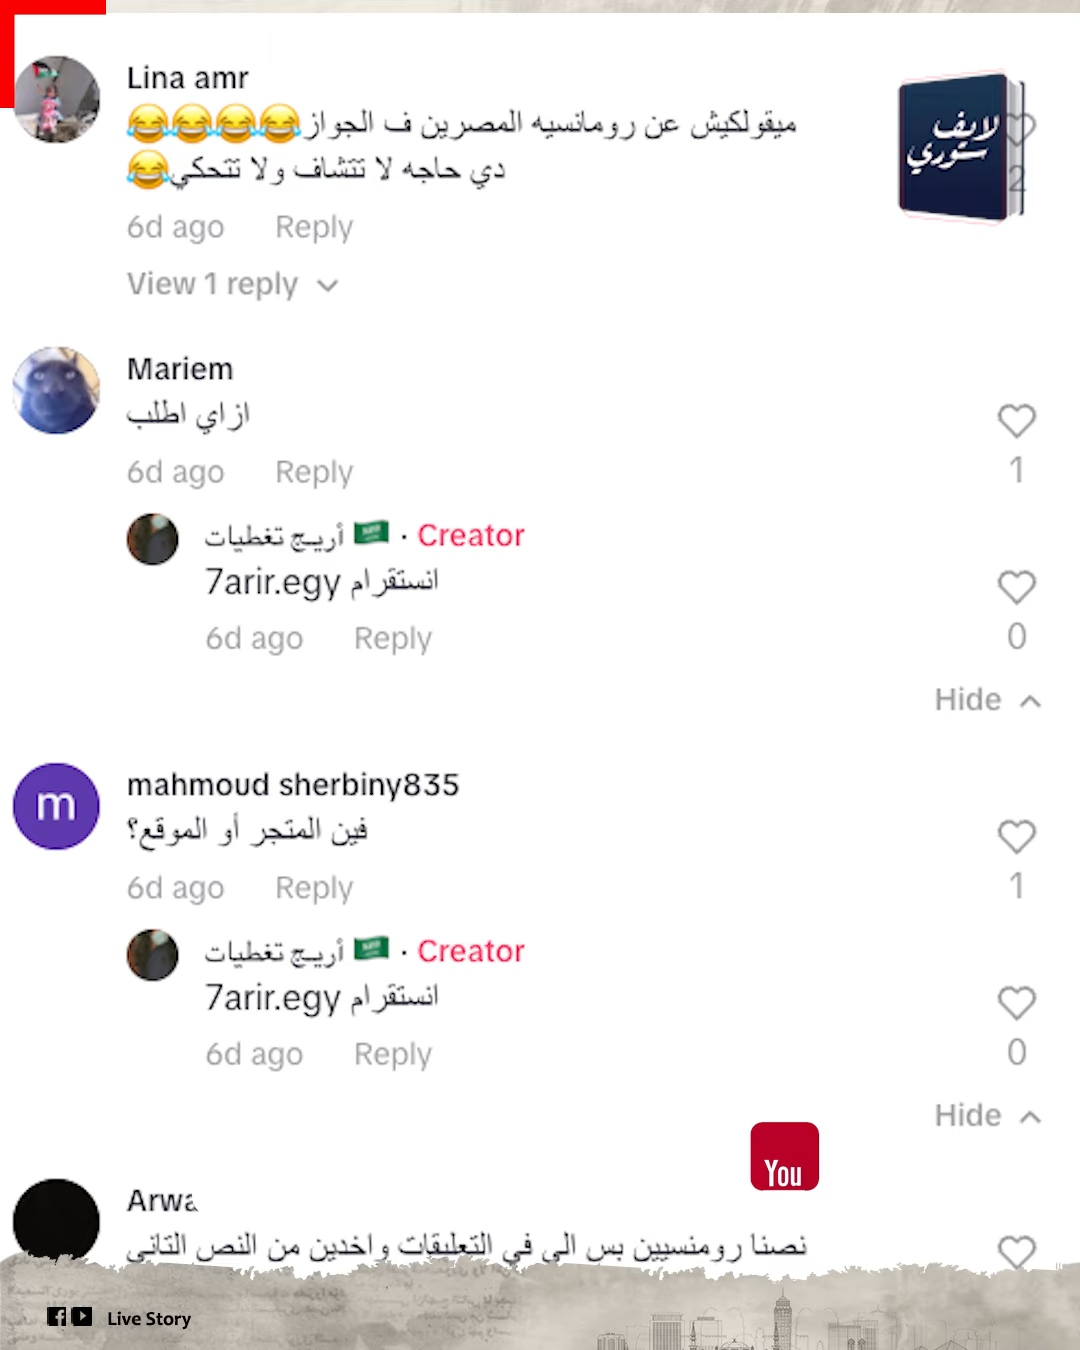 Lina amr
ميقولكيش عن رومانسيه المصرين ف الجواز😂😂😂😂
دي حاجه لا تتشاف ولا تتحكي😂
لايف
ستوري
2
6d ago Reply
View 1 reply
Mariem
ازاي اطلب
1
6d ago Reply
أريج تغطيات 🇸🇦 · Creator
7arir.egy انستقرام
0
6d ago Reply
Hide
m
mahmoud sherbiny835
فين المتجر أو الموقع؟
1
6d ago Reply
أريج تغطيات 🇸🇦 · Creator
7arir.egy انستقرام
0
6d ago Reply
Hide
You
Arwa
نصنا رومنسيين بس الي في التعليقات واخدين من النص التاني
Live Story